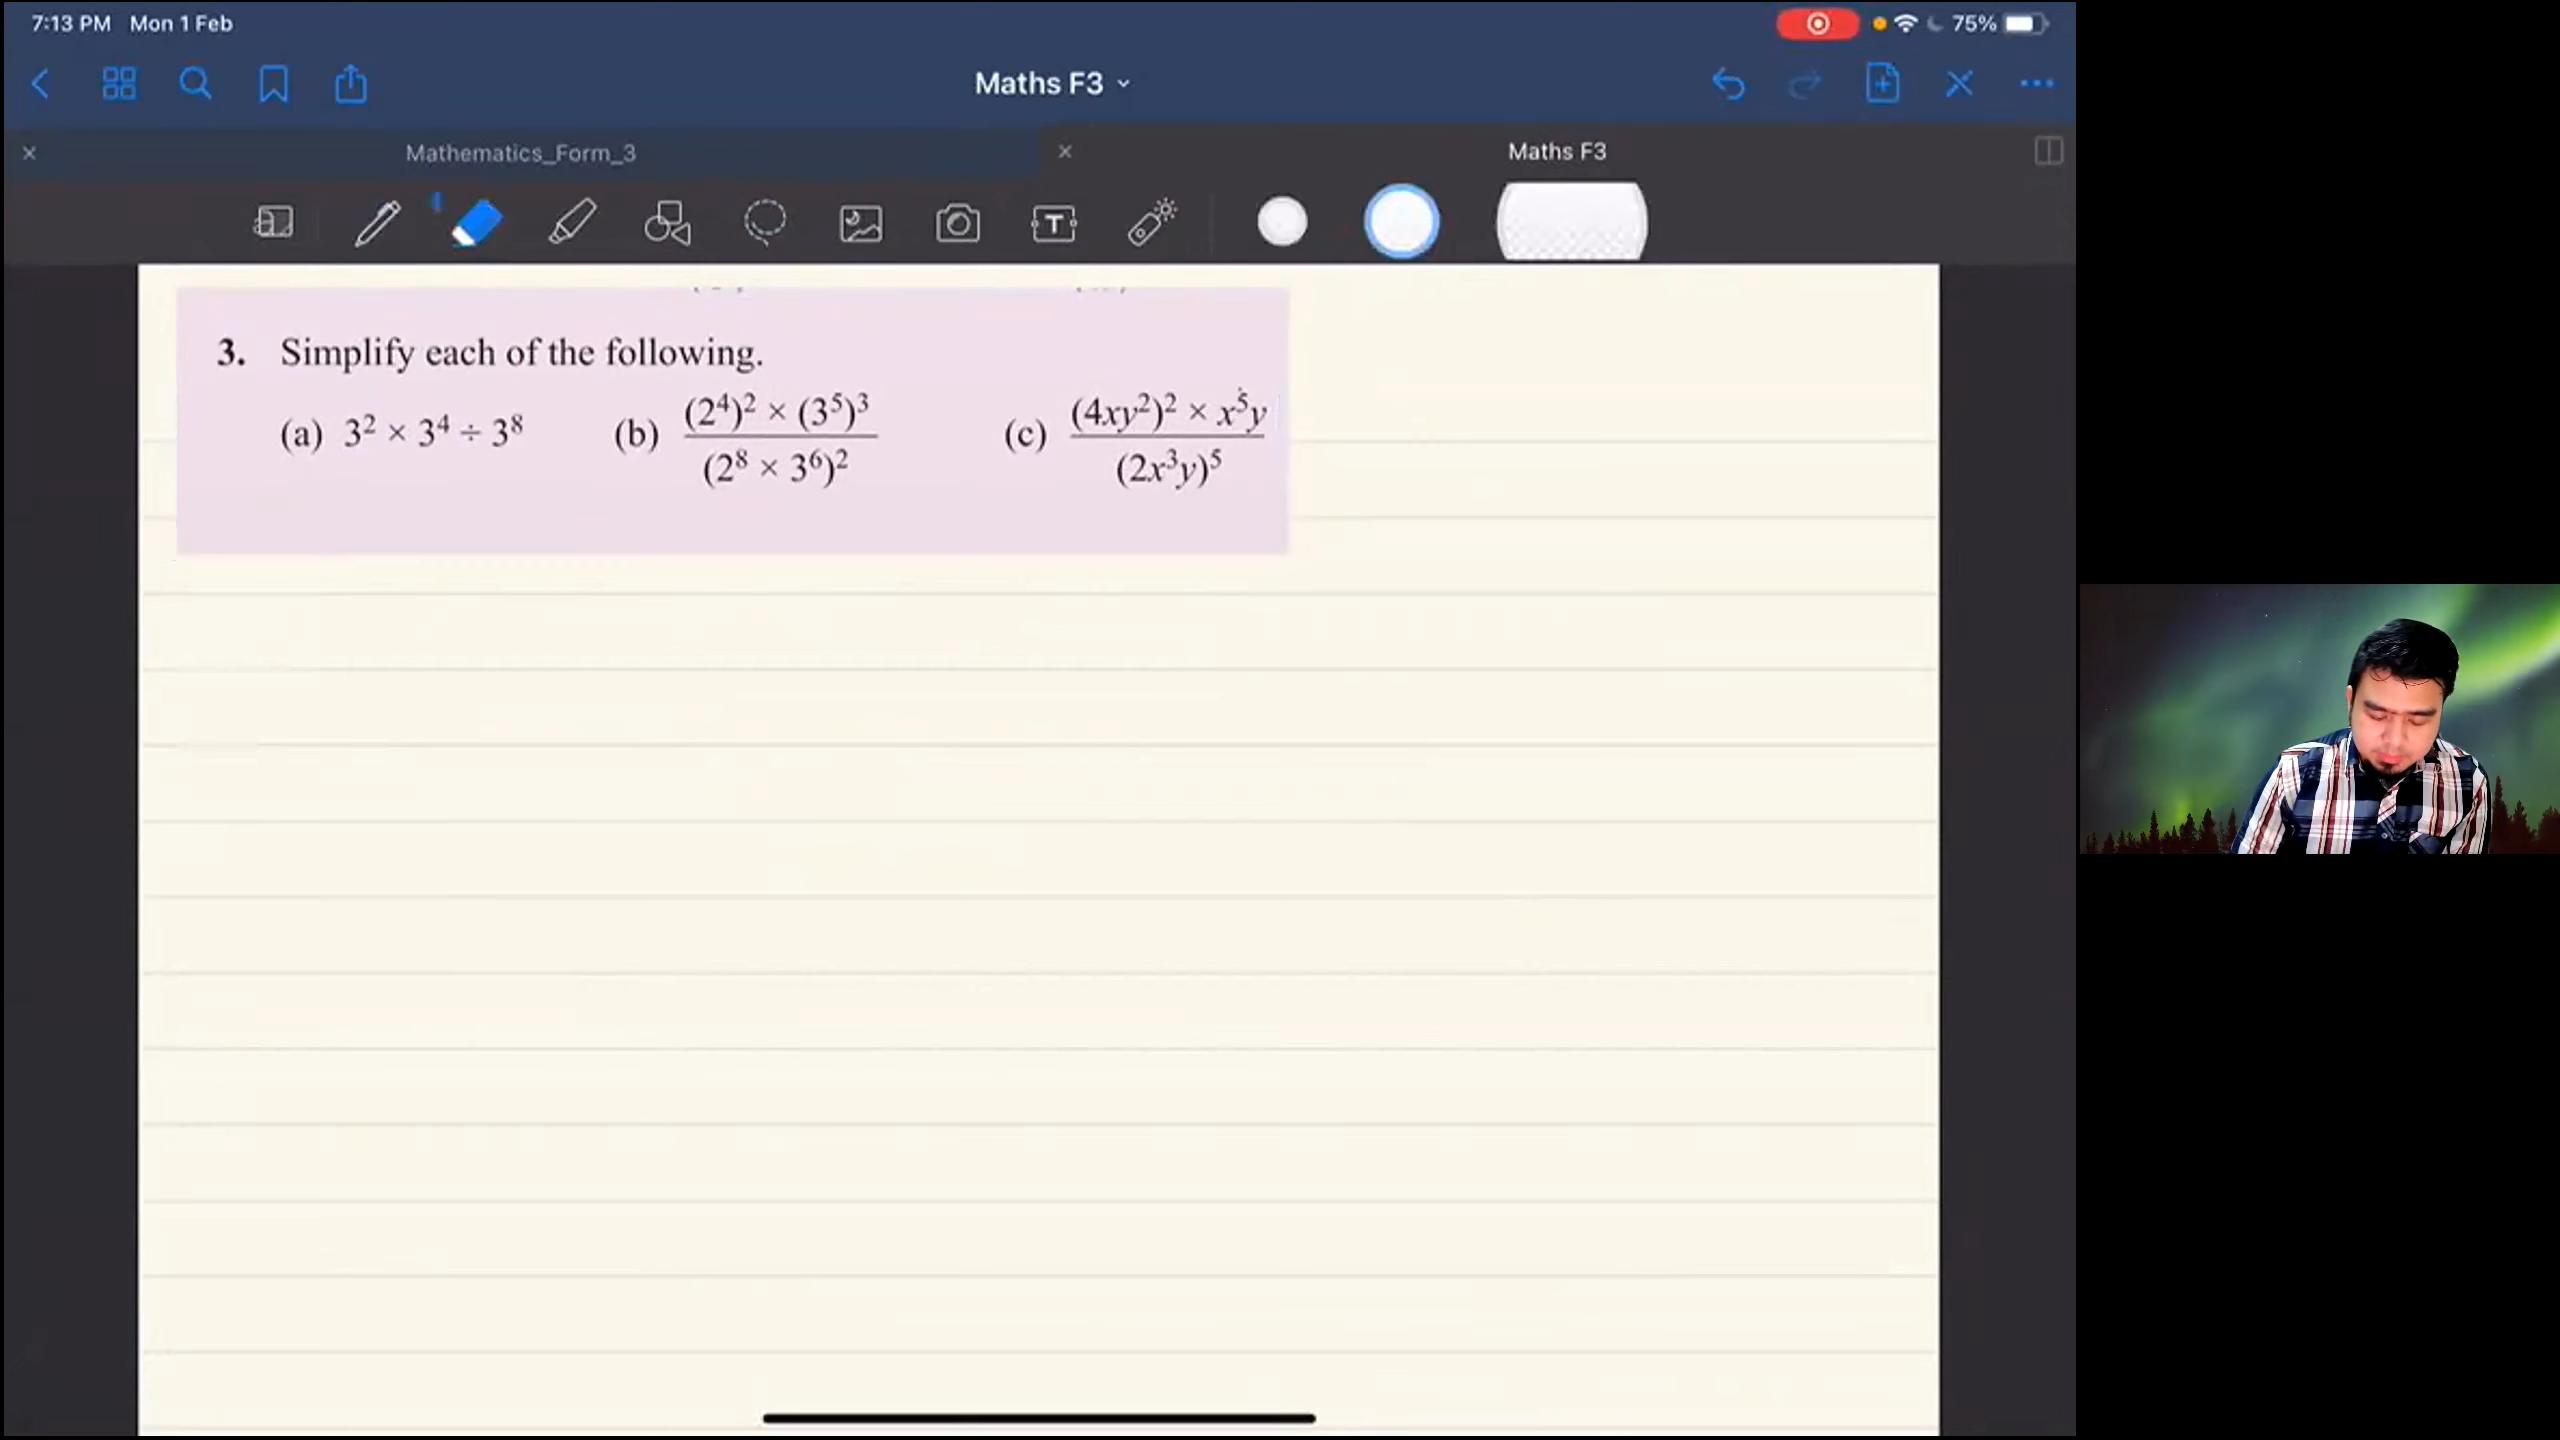 7:13 PM Mon 1 Feb 75%
Maths F3
Mathematics_Form_3 Maths F3
3. Simplify each of the following.
(a) 3² × 3⁴ ÷ 3⁸ (b) (2⁴)² × (3⁵)³ / (2⁸ × 3⁶)² (c) (4xy²)² × x⁵y / (2x³y)⁵